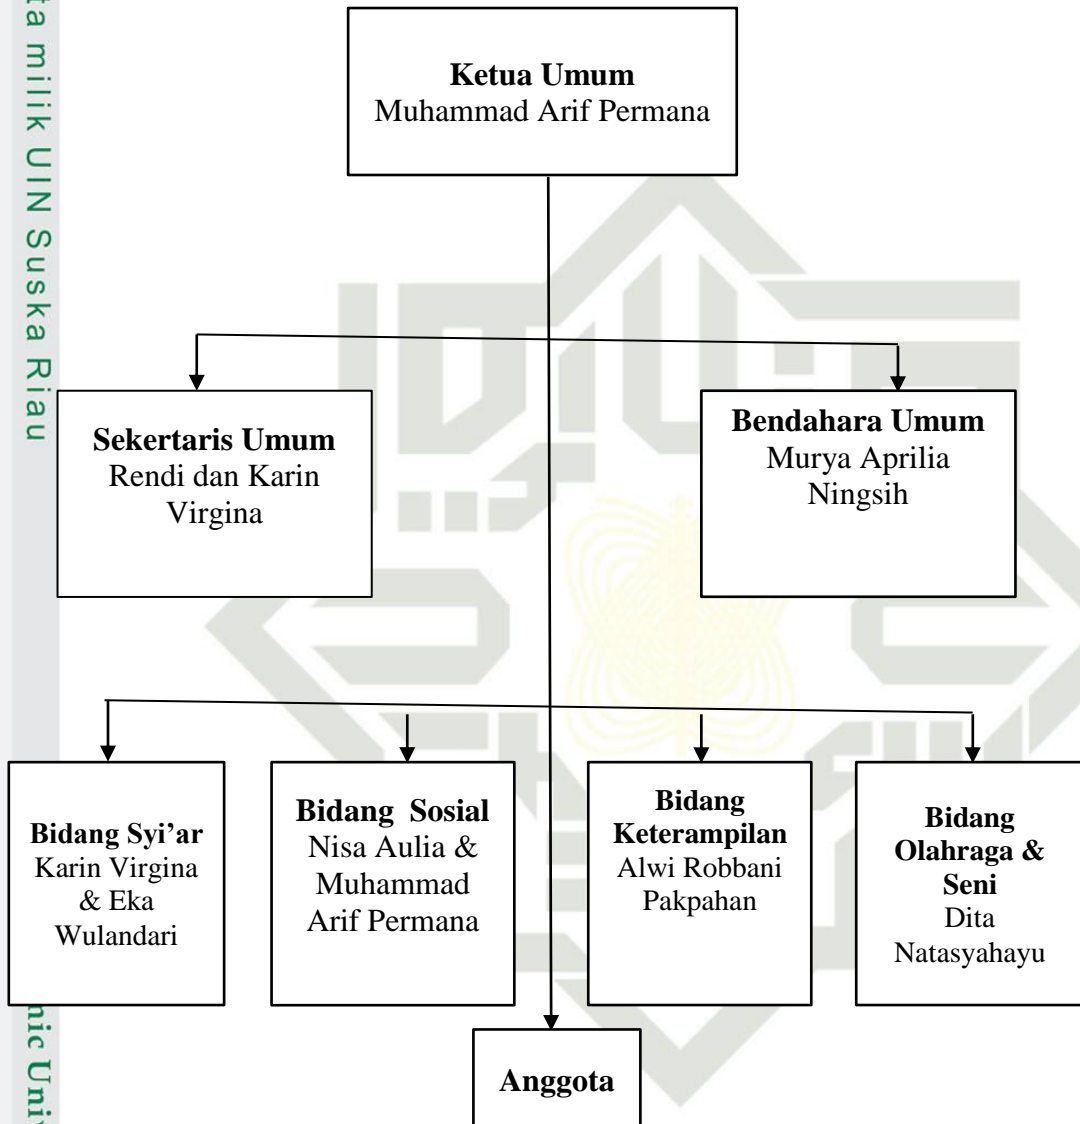 ta milik UIN Suska Riau
Ketua Umum
Muhammad Arif Permana
Sekertaris Umum
Rendi dan Karin
Virgina
Bendahara Umum
Murya Aprilia
Ningsih
Bidang Syi’ar
Karin Virgina
& Eka
Wulandari
Bidang Sosial
Nisa Aulia &
Muhammad
Arif Permana
Bidang
Keterampilan
Alwi Robbani
Pakpahan
Bidang
Olahraga &
Seni
Dita
Natasyahayu
Anggota